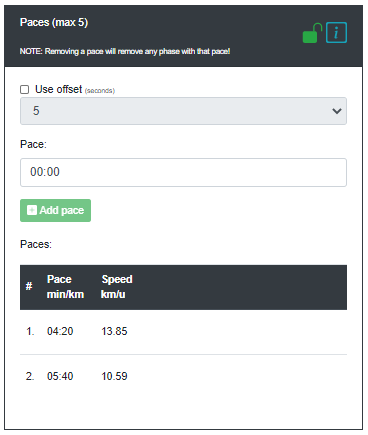 Paces (max 5)
NOTE: Removing a pace will remove any phase with that pace!
i
Use offset (seconds)
5
Pace:
00:00
Add pace
Paces:
# Pace min/km Speed km/u
1. 04:20 13.85
2. 05:40 10.59